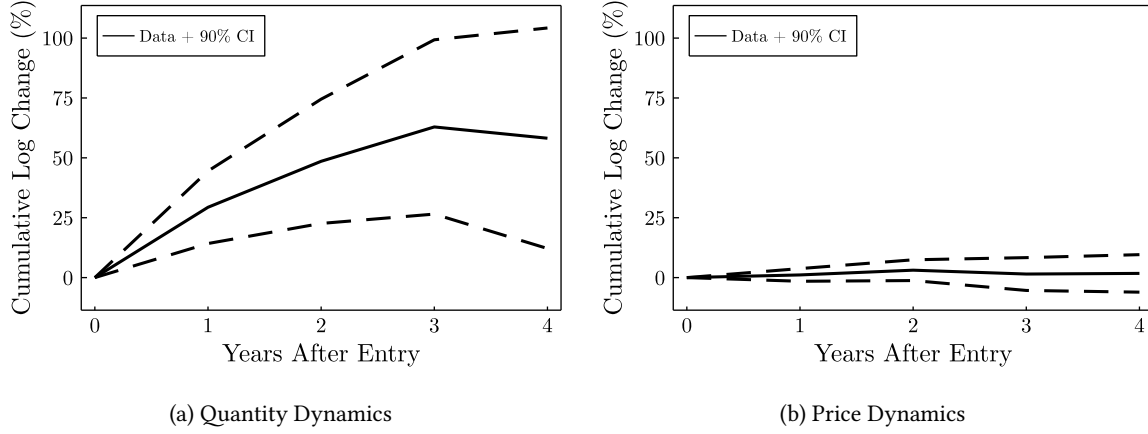 Cumulative Log Change (%)
100
75
50
25
0
Data + 90% CI
0 1 2 3 4
Years After Entry
(a) Quantity Dynamics
Cumulative Log Change (%)
100
75
50
25
0
Data + 90% CI
0 1 2 3 4
Years After Entry
(b) Price Dynamics